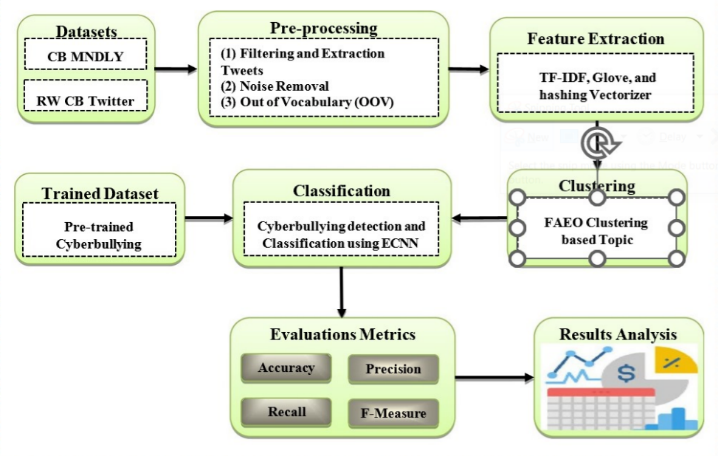 Datasets
CB MNDLY
RW CB Twitter
Pre-processing
(1) Filtering and Extraction
Tweets
(2) Noise Removal
(3) Out of Vocabulary (OOV)
Feature Extraction
TF-IDF, Glove, and
hashing Vectorizer
Trained Dataset
Pre-trained
Cyberbullying
Classification
Cyberbullying detection and
Classification using ECNN
Clustering
FAEO Clustering
based Topic
Evaluations Metrics
Accuracy
Precision
Recall
F-Measure
Results Analysis
$
%